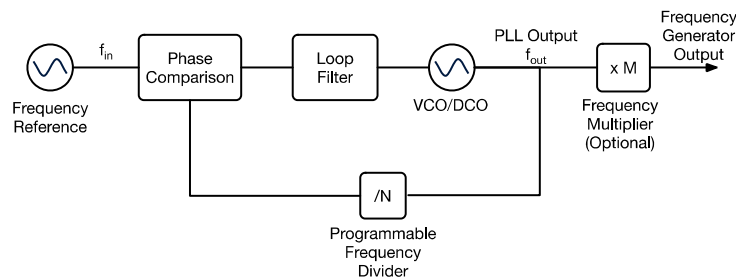 Frequency
Reference
f_in
Phase
Comparison
Loop
Filter
VCO/DCO
PLL Output
f_out
x M
Frequency
Multiplier
(Optional)
Frequency
Generator
Output
/N
Programmable
Frequency
Divider